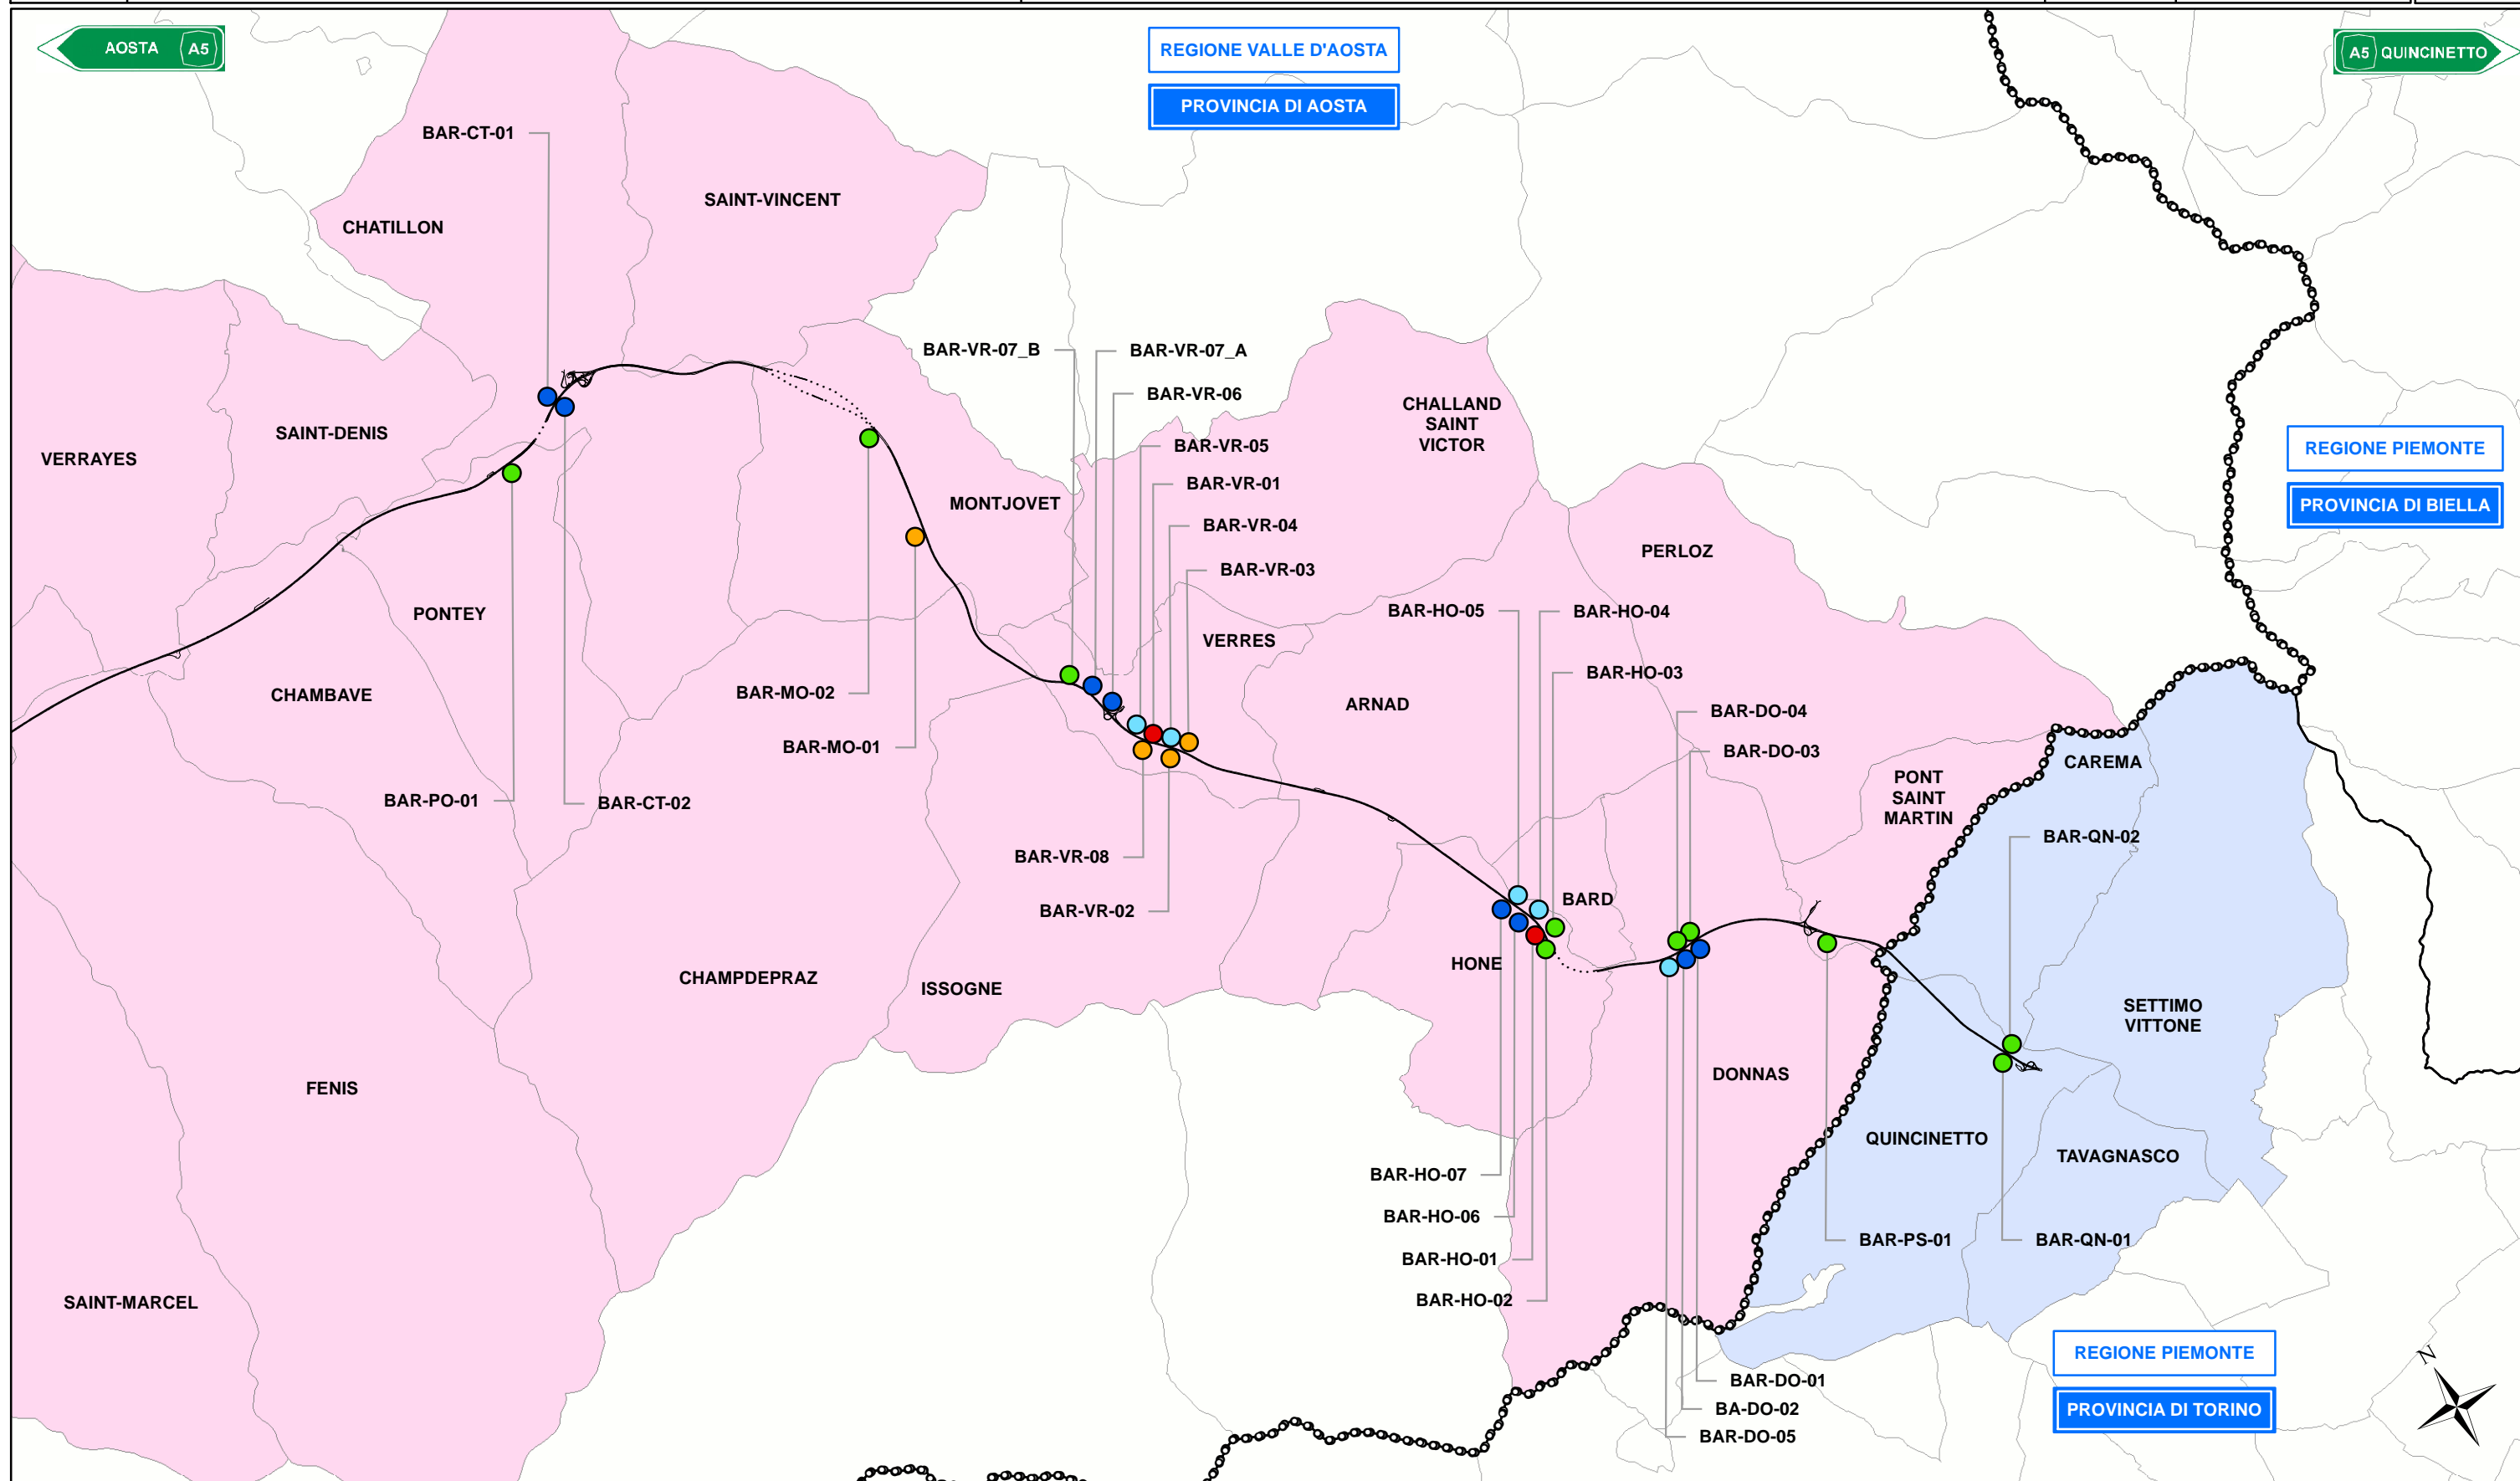 AOSTA A5
REGIONE VALLE D'AOSTA
A5 QUINCINETTO
PROVINCIA DI AOSTA
BAR-CT-01
SAINT-VINCENT
CHATILLON
BAR-VR-07_B
BAR-VR-07_A
BAR-VR-06
CHALLAND
SAINT
VICTOR
SAINT-DENIS
BAR-VR-05
REGIONE PIEMONTE
VERRAYES
BAR-VR-01
MONTJOVET
PROVINCIA DI BIELLA
BAR-VR-04
PERLOZ
BAR-VR-03
PONTEY
BAR-HO-05
BAR-HO-04
VERRES
BAR-HO-03
CHAMBAVE
BAR-MO-02
ARNAD
BAR-DO-04
BAR-MO-01
BAR-DO-03
CAREMA
PONT
SAINT
MARTIN
BAR-PO-01
BAR-CT-02
BAR-QN-02
BAR-VR-08
BARD
BAR-VR-02
HONE
CHAMPDEPRAZ
ISSOGNE
SETTIMO
VITTONE
DONNAS
FENIS
QUINCINETTO
TAVAGNASCO
BAR-HO-07
BAR-HO-06
BAR-PS-01
BAR-QN-01
BAR-HO-01
SAINT-MARCEL
BAR-HO-02
REGIONE PIEMONTE
N
BAR-DO-01
BA-DO-02
PROVINCIA DI TORINO
BAR-DO-05